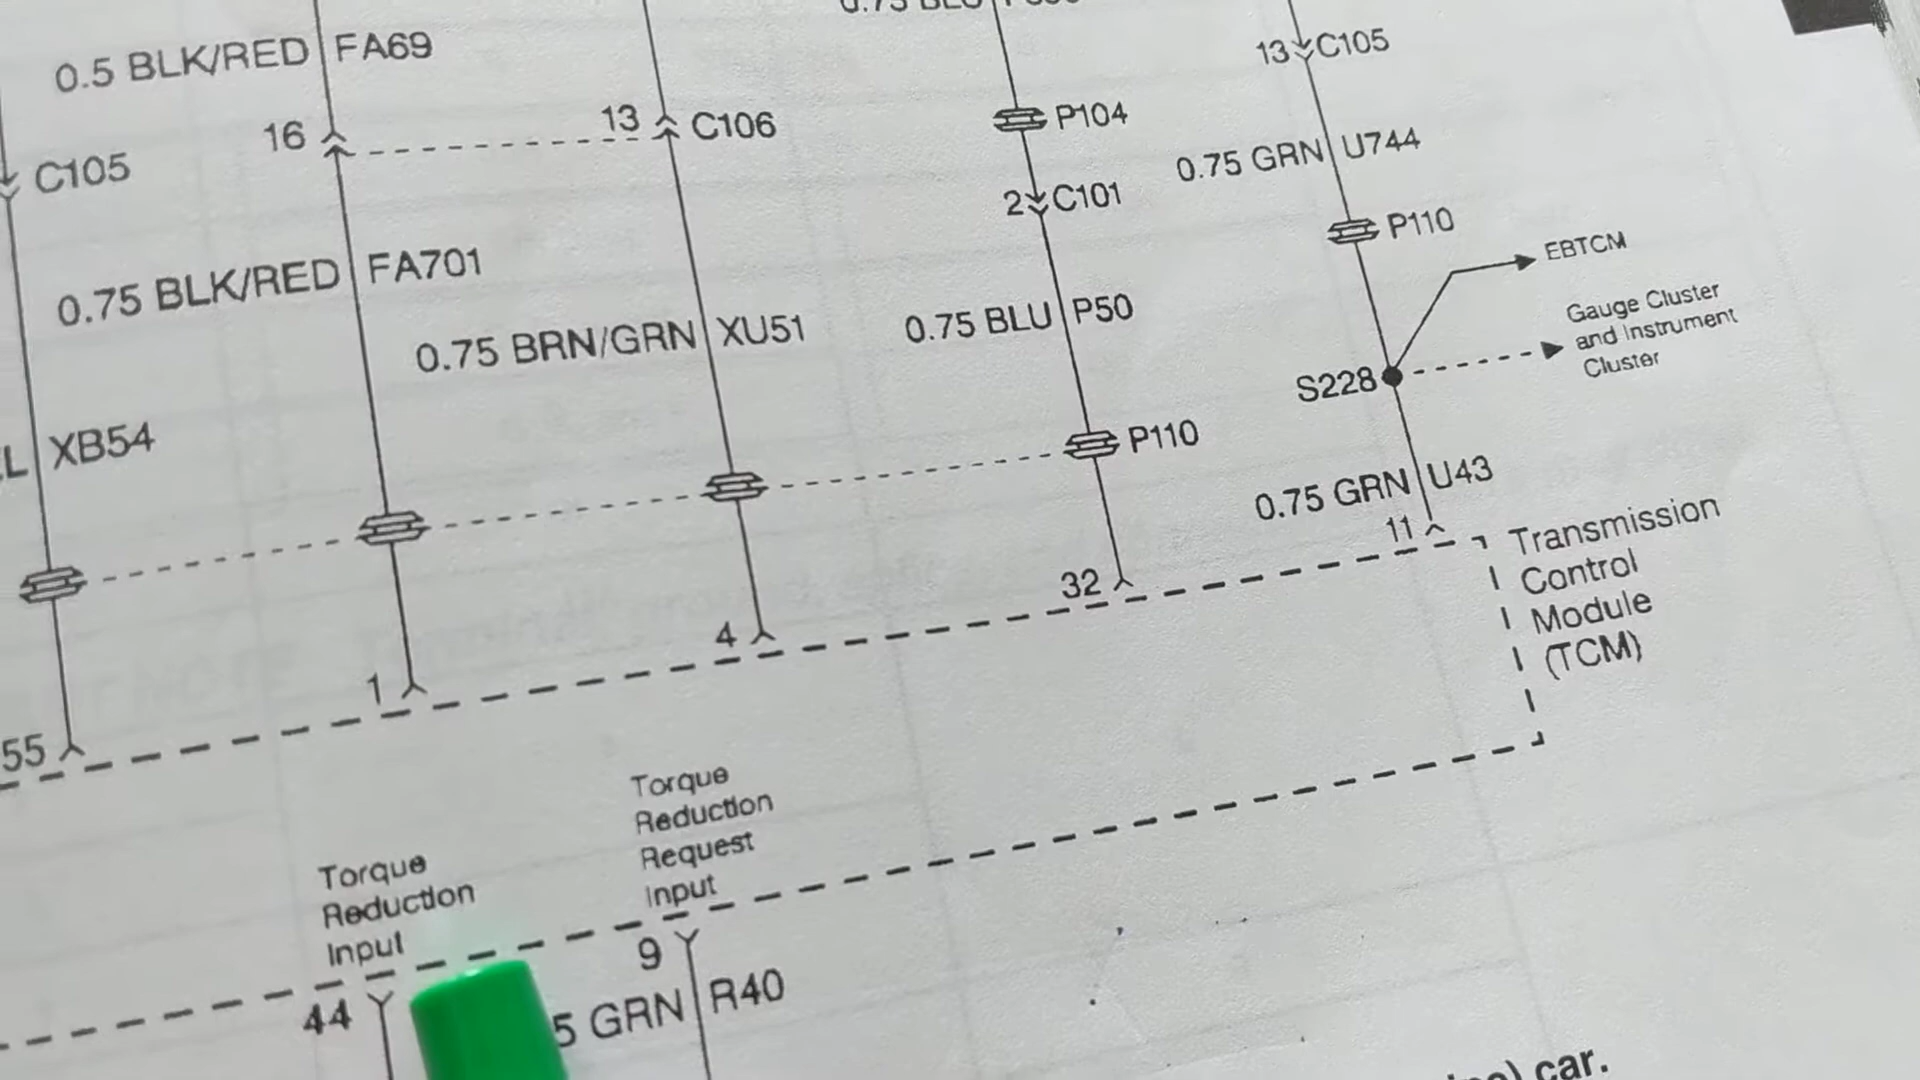 0.5 BLK/RED FA69
16
13 C106
C105
0.75 BLK/RED FA701
0.75 BRN/GRN XU51
L XB54
P104
2 C101
0.75 BLU P50
P110
13 C105
0.75 GRN U744
P110
EBTCM
Gauge Cluster
and Instrument
Cluster
S228
0.75 GRN U43
11
32
4
1
55
Transmission
Control
Module
(TCM)
Torque
Reduction
Input
Torque
Reduction
Request
Input
44
9
5 GRN R40
car.